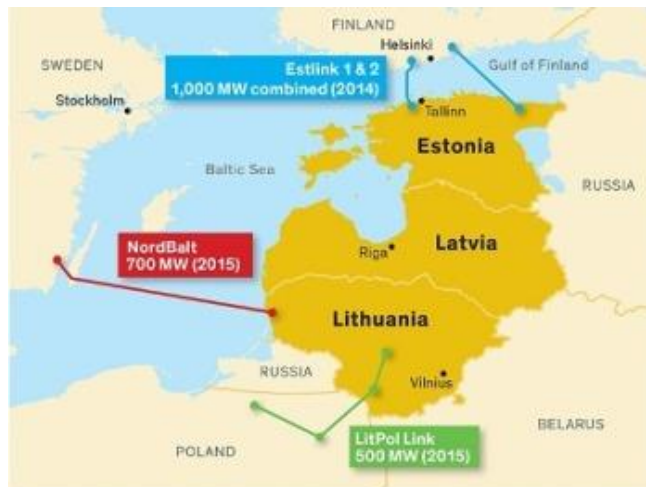 FINLAND
Helsinki
SWEDEN
Estlink 1 & 2
1,000 MW combined (2014)
Gulf of Finland
Stockholm
Tallinn
Estonia
Baltic Sea
RUSSIA
NordBalt
700 MW (2015)
Riga
Latvia
Lithuania
RUSSIA
Vilnius
BELARUS
LitPol Link
500 MW (2015)
POLAND